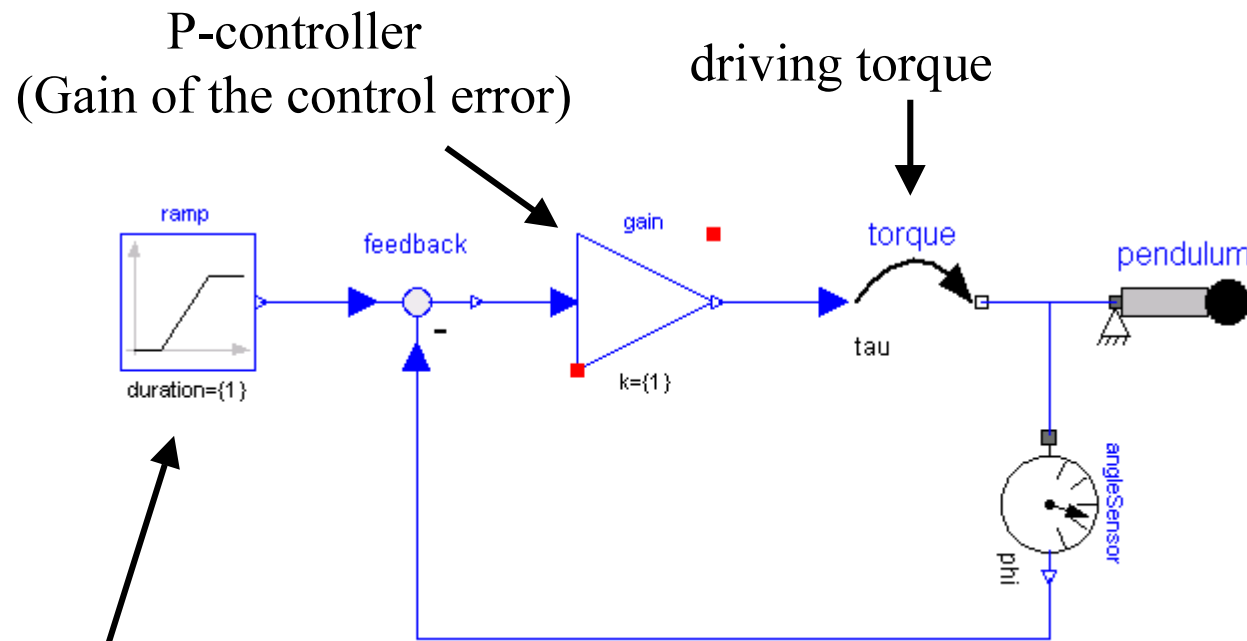 P-controller
(Gain of the control error)
driving torque
ramp
feedback
gain
torque
pendulum
-
tau
duration={1}
k={1}
angleSensor
phi